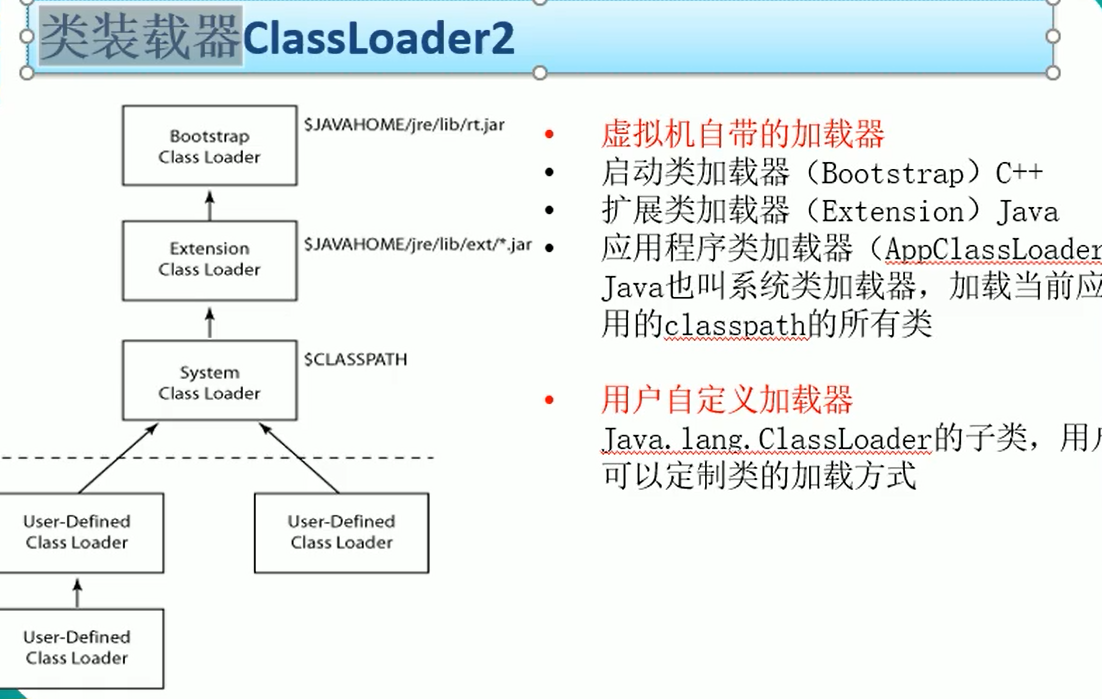 类装载器ClassLoader2
Bootstrap
Class Loader
$JAVAHOME/jre/lib/rt.jar
Extension
Class Loader
$JAVAHOME/jre/lib/ext/*.jar
System
Class Loader
$CLASSPATH
User-Defined
Class Loader
User-Defined
Class Loader
User-Defined
Class Loader
• 虚拟机自带的加载器
• 启动类加载器（Bootstrap）C++
• 扩展类加载器（Extension）Java
• 应用程序类加载器（AppClassLoader
Java也叫系统类加载器，加载当前应
用的classpath的所有类
• 用户自定义加载器
Java.lang.ClassLoader的子类，用户
可以定制类的加载方式